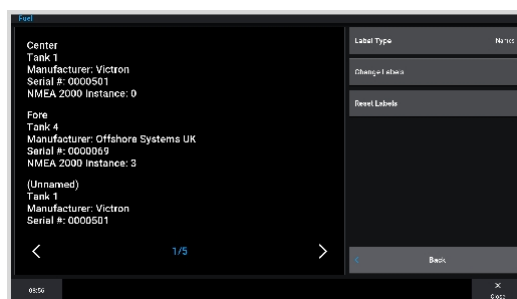 Fuel
Center
Tank 1
Manufacturer: Victron
Serial #: 0000501
NMEA 2000 Instance: 0
Fore
Tank 4
Manufacturer: Offshore Systems UK
Serial #: 0000069
NMEA 2000 Instance: 3
(Unnamed)
Tank 1
Manufacturer: Victron
Serial #: 0000501
1/5
Label Type
Names
Change Labels
Reset Labels
Back
08:56
Close